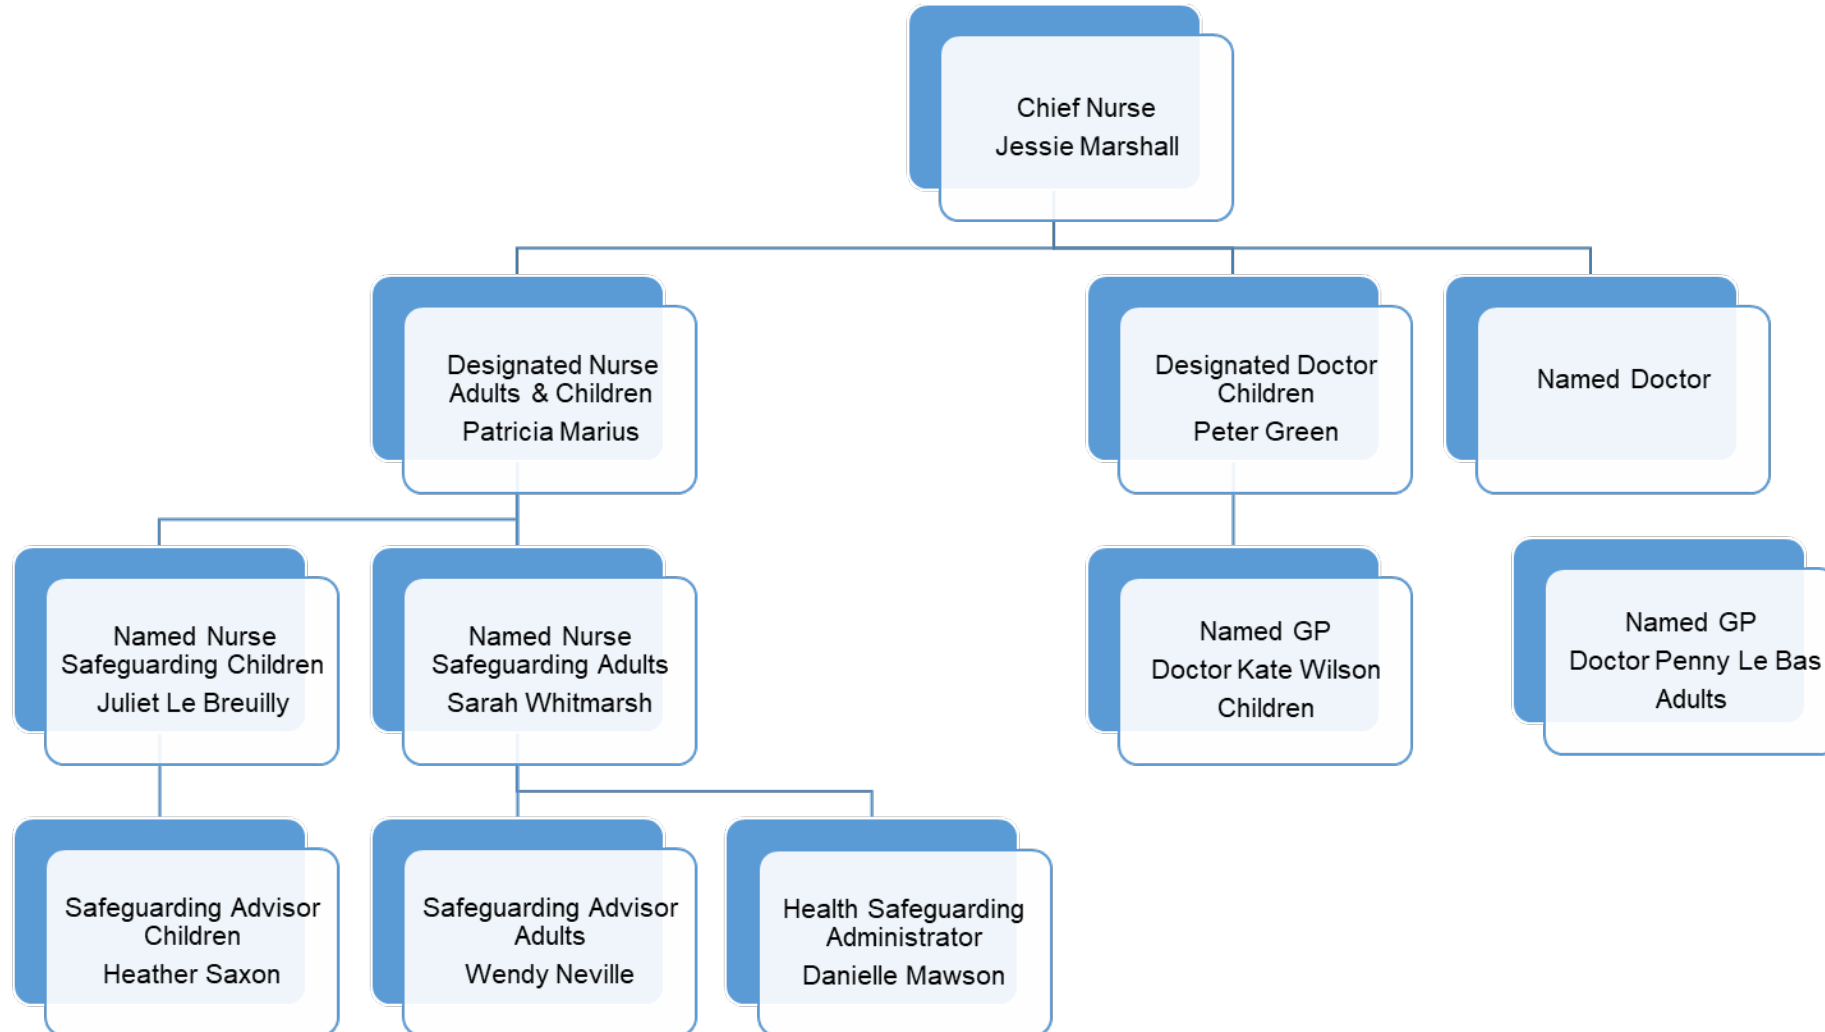 Chief Nurse
Jessie Marshall
Designated Nurse
Adults & Children
Patricia Marius
Designated Doctor
Children
Peter Green
Named Doctor
Named Nurse
Safeguarding Children
Juliet Le Breuilly
Named Nurse
Safeguarding Adults
Sarah Whitmarsh
Named GP
Doctor Kate Wilson
Children
Named GP
Doctor Penny Le Bas
Adults
Safeguarding Advisor
Children
Heather Saxon
Safeguarding Advisor
Adults
Wendy Neville
Health Safeguarding
Administrator
Danielle Mawson